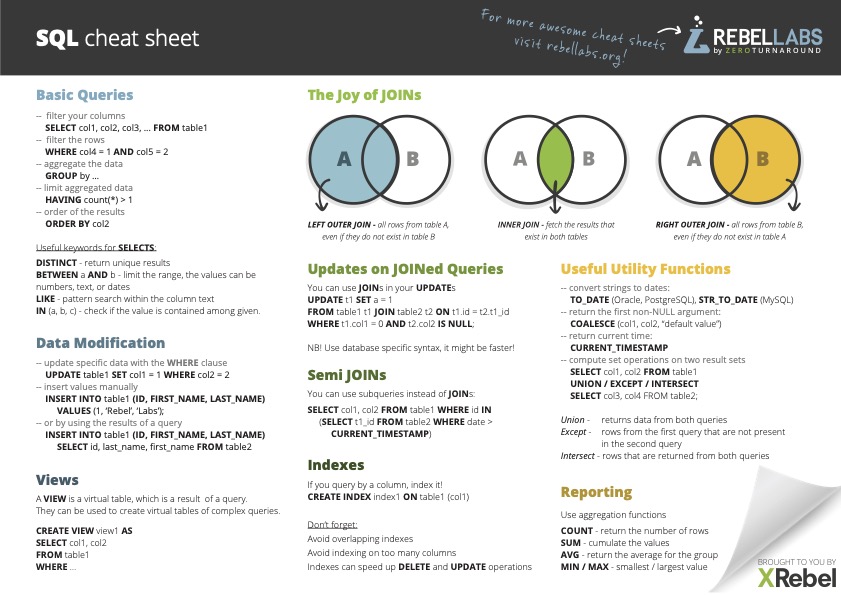 SQL cheat sheet
For more awesome cheat sheets
visit rebellabs.org!
REBELLABS
by ZEROTURNAROUND
Basic Queries
-- filter your columns
SELECT col1, col2, col3, ... FROM table1
-- filter the rows
WHERE col4 = 1 AND col5 = 2
-- aggregate the data
GROUP by ...
-- limit aggregated data
HAVING count(*) > 1
-- order of the results
ORDER BY col2
Useful keywords for SELECTS:
DISTINCT - return unique results
BETWEEN a AND b - limit the range, the values can be
numbers, text, or dates
LIKE - pattern search within the column text
IN (a, b, c) - check if the value is contained among given.
Data Modification
-- update specific data with the WHERE clause
UPDATE table1 SET col1 = 1 WHERE col2 = 2
-- insert values manually
INSERT INTO table1 (ID, FIRST_NAME, LAST_NAME)
VALUES (1, ‘Rebel’, ‘Labs’);
-- or by using the results of a query
INSERT INTO table1 (ID, FIRST_NAME, LAST_NAME)
SELECT id, last_name, first_name FROM table2
Views
A VIEW is a virtual table, which is a result of a query.
They can be used to create virtual tables of complex queries.
CREATE VIEW view1 AS
SELECT col1, col2
FROM table1
WHERE ...
The Joy of JOINs
A B
A B
A B
LEFT OUTER JOIN - all rows from table A,
even if they do not exist in table B
INNER JOIN - fetch the results that
exist in both tables
RIGHT OUTER JOIN - all rows from table B,
even if they do not exist in table A
Updates on JOINed Queries
You can use JOINs in your UPDATEs
UPDATE t1 SET a = 1
FROM table1 t1 JOIN table2 t2 ON t1.id = t2.t1_id
WHERE t1.col1 = 0 AND t2.col2 IS NULL;
NB! Use database specific syntax, it might be faster!
Semi JOINs
You can use subqueries instead of JOINs:
SELECT col1, col2 FROM table1 WHERE id IN
(SELECT t1_id FROM table2 WHERE date >
CURRENT_TIMESTAMP)
Indexes
If you query by a column, index it!
CREATE INDEX index1 ON table1 (col1)
Don’t forget:
Avoid overlapping indexes
Avoid indexing on too many columns
Indexes can speed up DELETE and UPDATE operations
Useful Utility Functions
-- convert strings to dates:
TO_DATE (Oracle, PostgreSQL), STR_TO_DATE (MySQL)
-- return the first non-NULL argument:
COALESCE (col1, col2, “default value”)
-- return current time:
CURRENT_TIMESTAMP
-- compute set operations on two result sets
SELECT col1, col2 FROM table1
UNION / EXCEPT / INTERSECT
SELECT col3, col4 FROM table2;
Union - returns data from both queries
Except - rows from the first query that are not present
in the second query
Intersect - rows that are returned from both queries
Reporting
Use aggregation functions
COUNT - return the number of rows
SUM - cumulate the values
AVG - return the average for the group
MIN / MAX - smallest / largest value
BROUGHT TO YOU BY
XRebel